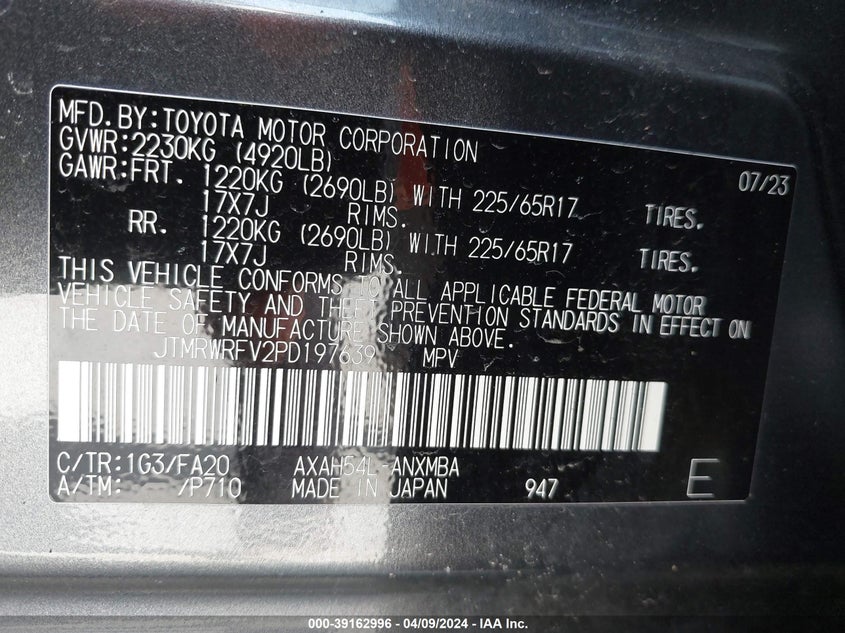 MFD.BY:TOYOTA MOTOR CORPORATION 07/23
GVWR:2230KG (4920LB)
GAWR:FRT. 1220KG (2690LB) WITH 225/65R17 TIRES.
17X7J RIMS.
RR. 1220KG (2690LB) WITH 225/65R17 TIRES.
17X7J RIMS.
THIS VEHICLE CONFORMS TO ALL APPLICABLE FEDERAL MOTOR
VEHICLE SAFETY AND THEFT PREVENTION STANDARDS IN EFFECT ON
THE DATE OF MANUFACTURE SHOWN ABOVE.
JTMRWRFV2PD197639 MPV
C/TR:1G3/FA20 AXAH54L-ANXMBA
A/TM: /P710 MADE IN JAPAN 947 E
000-39162996 - 04/09/2024 - IAA Inc.